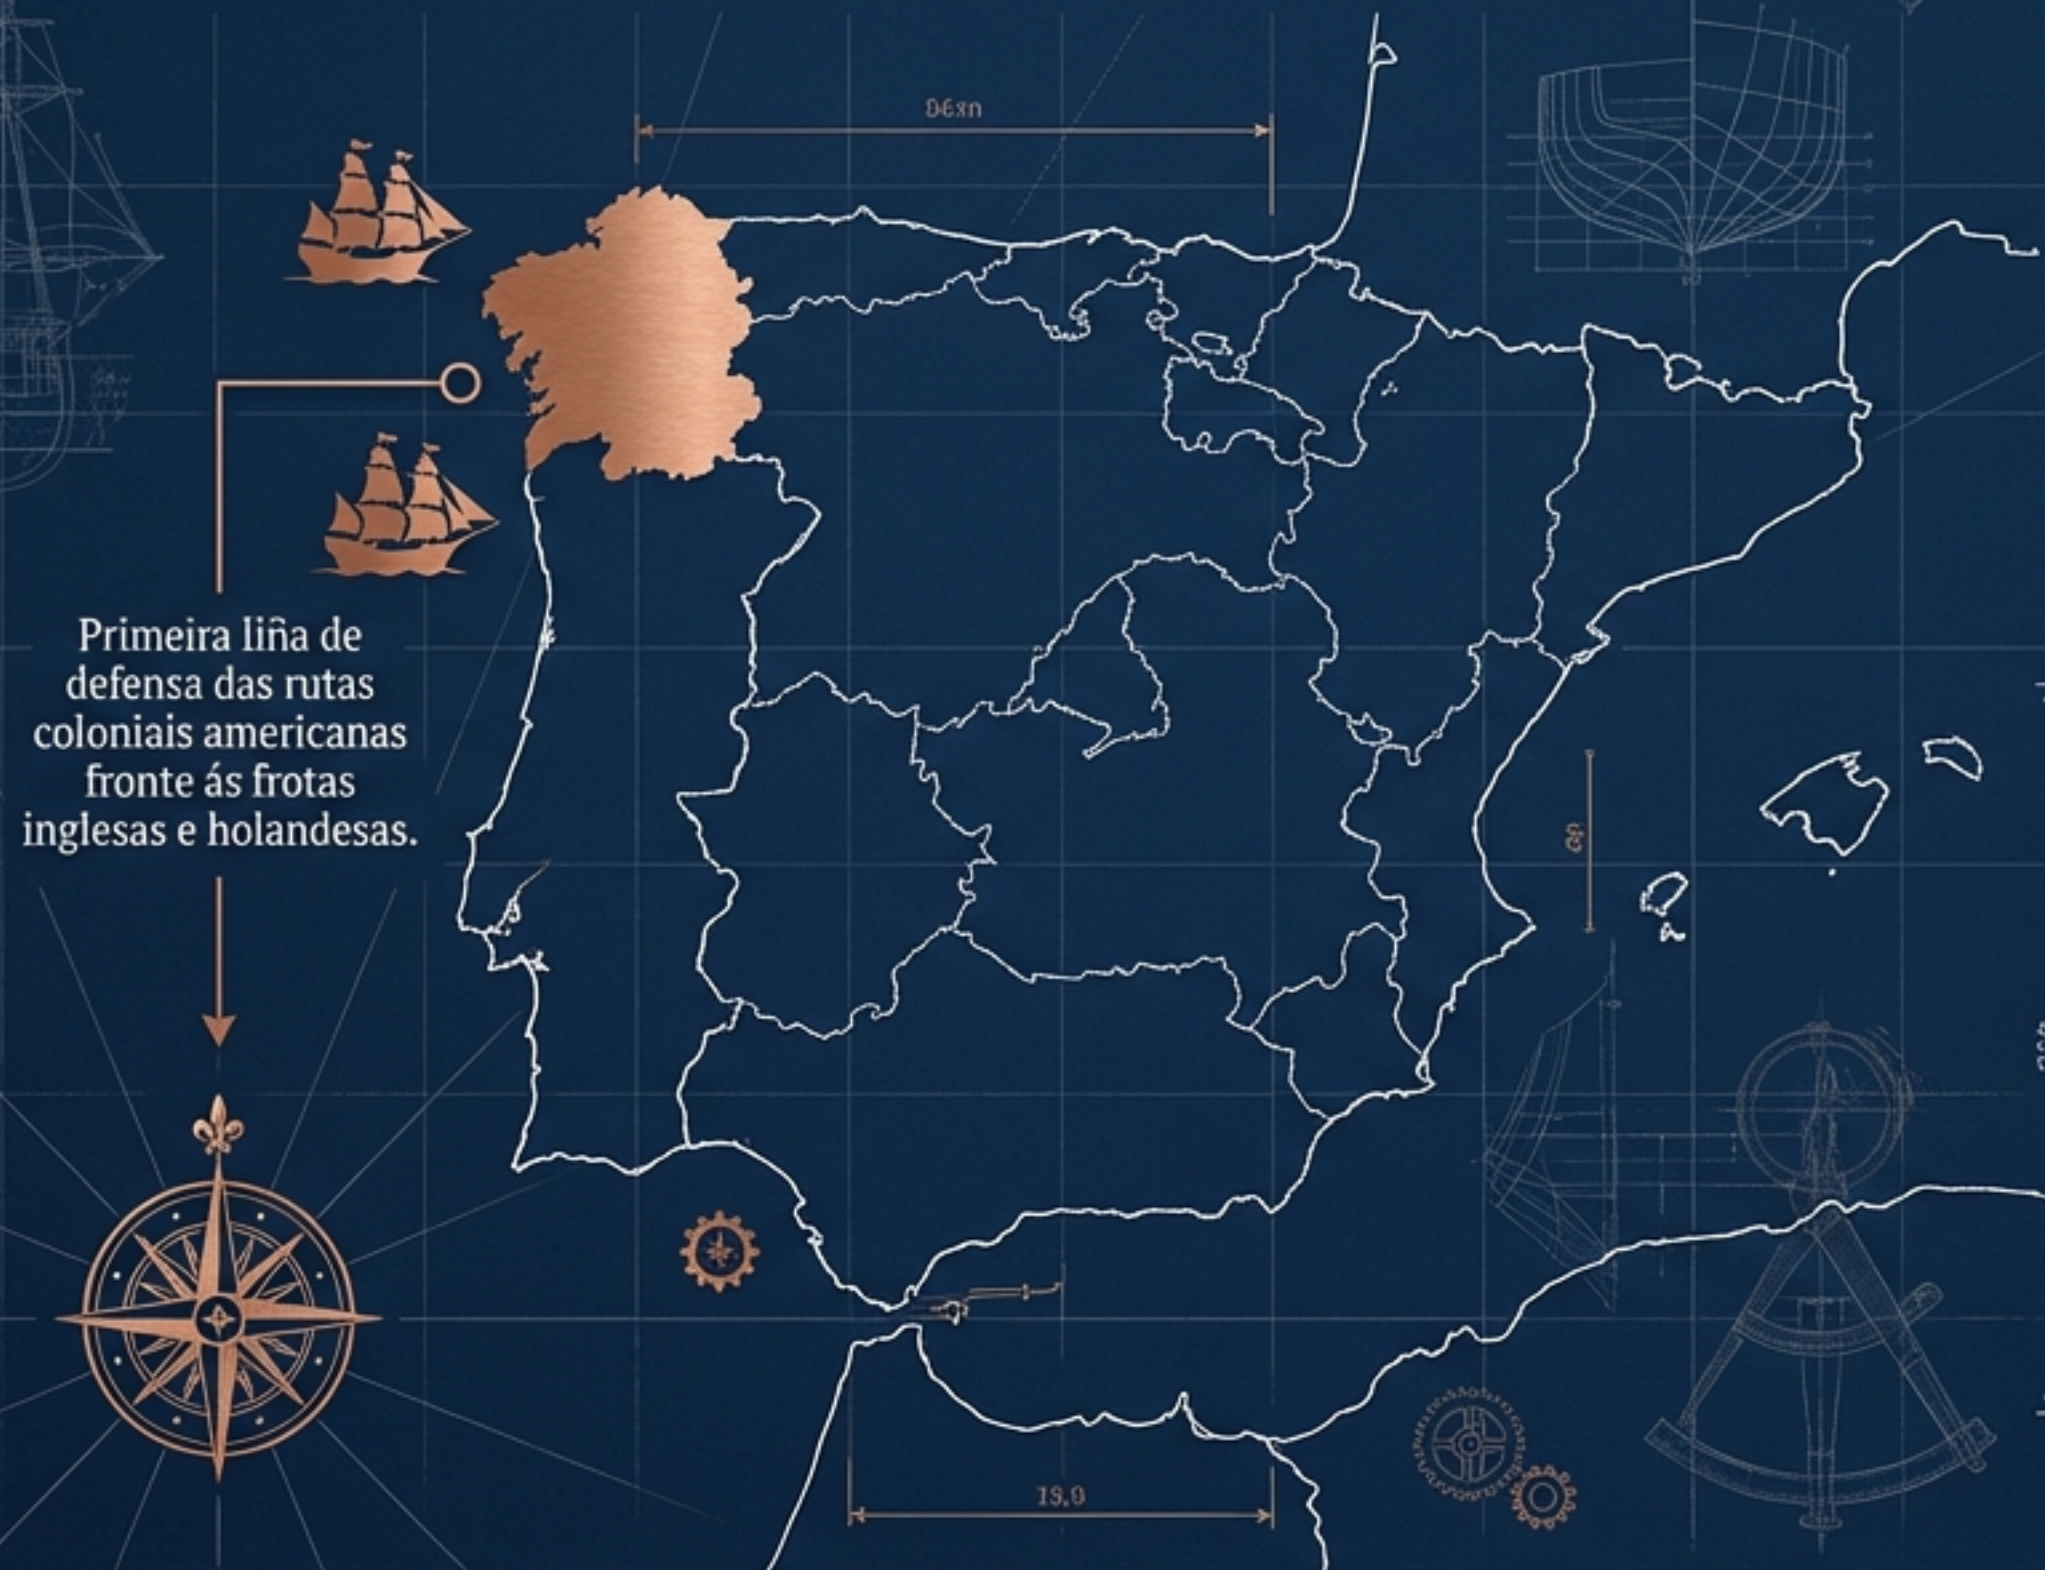 Primeira liña de
defensa das rutas
coloniais americanas
fronte ás frotas
inglesas e holandesas.